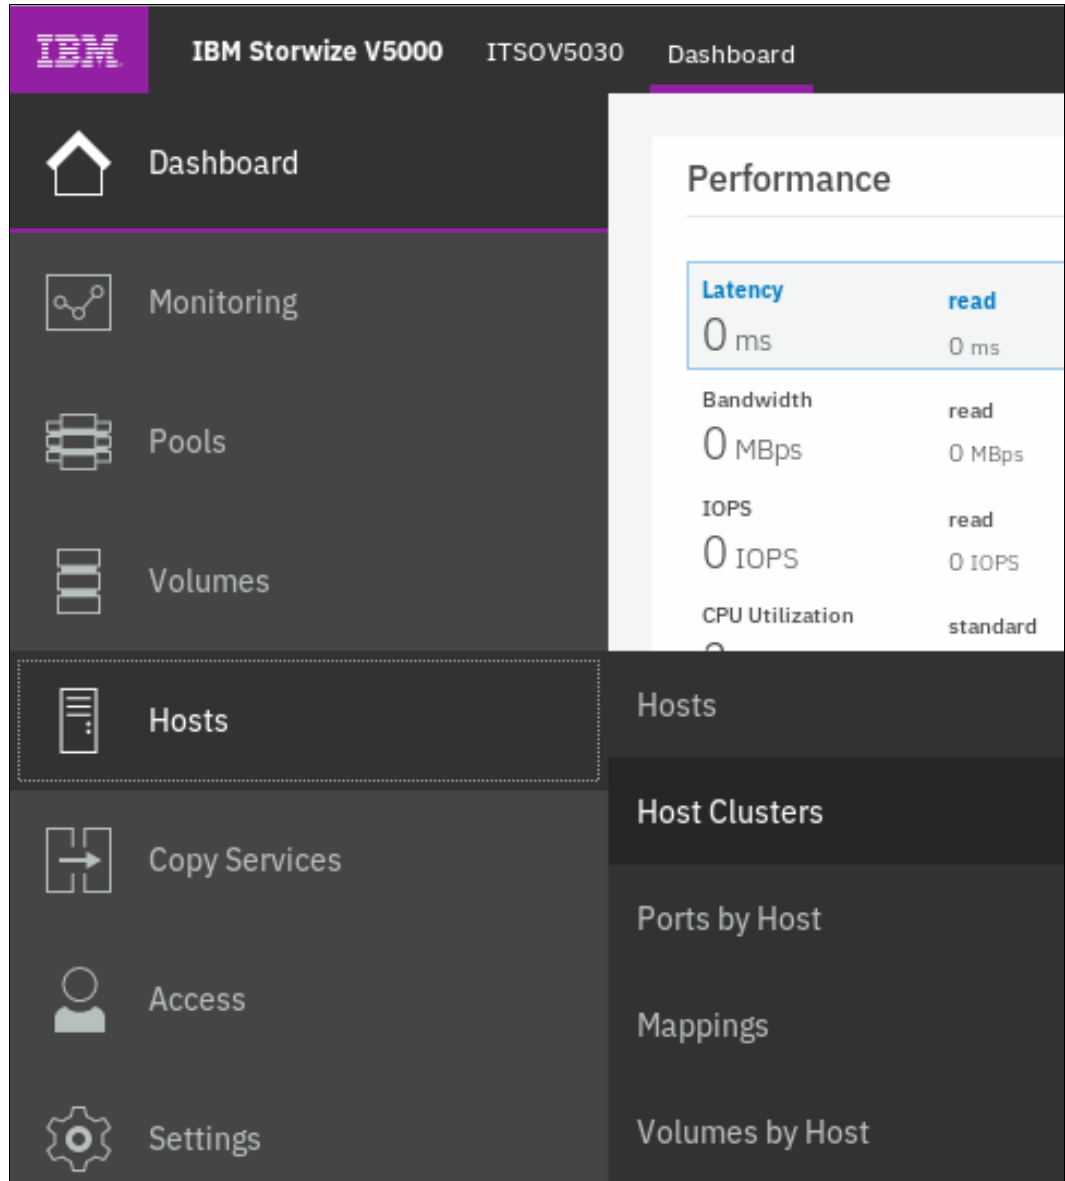 IBM IBM Storwize V5000 ITSOV5030 Dashboard
Dashboard
Monitoring
Pools
Volumes
Hosts
Copy Services
Access
Settings
Performance
Latency read
0 ms 0 ms
Bandwidth read
0 MBps 0 MBps
IOPS read
0 IOPS 0 IOPS
CPU Utilization standard
Hosts
Host Clusters
Ports by Host
Mappings
Volumes by Host